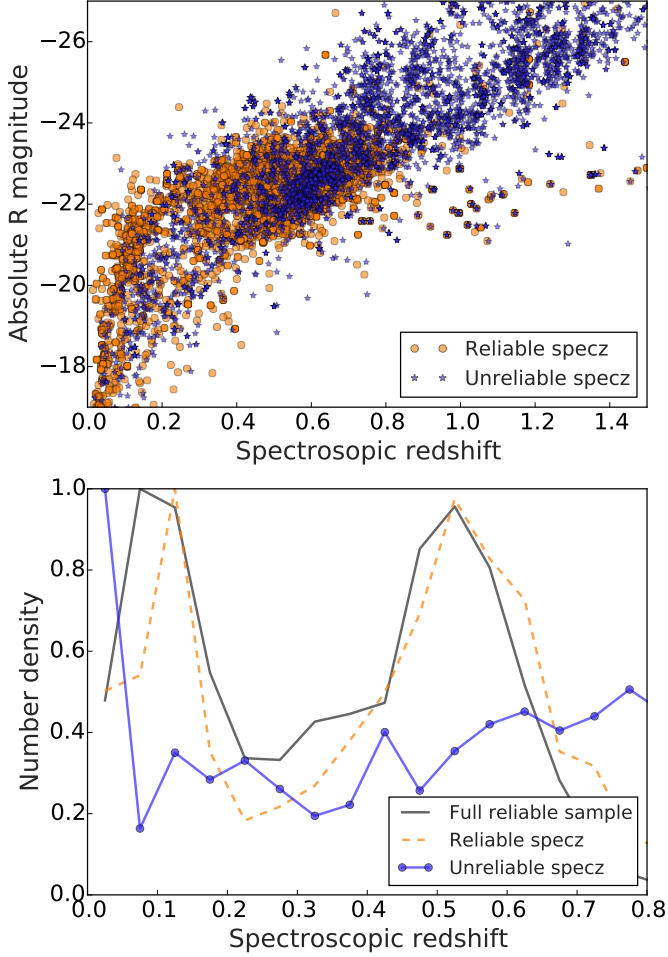 −26
−24
−22
−20
−18
Absolute R magnitude
Reliable specz
Unreliable specz
0.0 0.2 0.4 0.6 0.8 1.0 1.2 1.4
Spectrosopic redshift
1.0
0.8
0.6
0.4
0.2
0.0
Number density
Full reliable sample
Reliable specz
Unreliable specz
0.0 0.1 0.2 0.3 0.4 0.5 0.6 0.7 0.8
Spectroscopic redshift